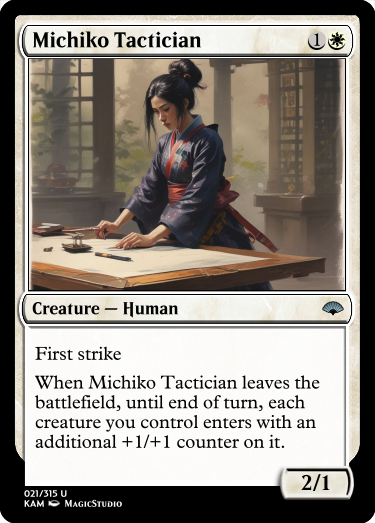 Michiko Tactician 1
Creature — Human
First strike
When Michiko Tactician leaves the
battlefield, until end of turn, each
creature you control enters with an
additional +1/+1 counter on it.
2/1
021/315 U
KAM MagicStudio